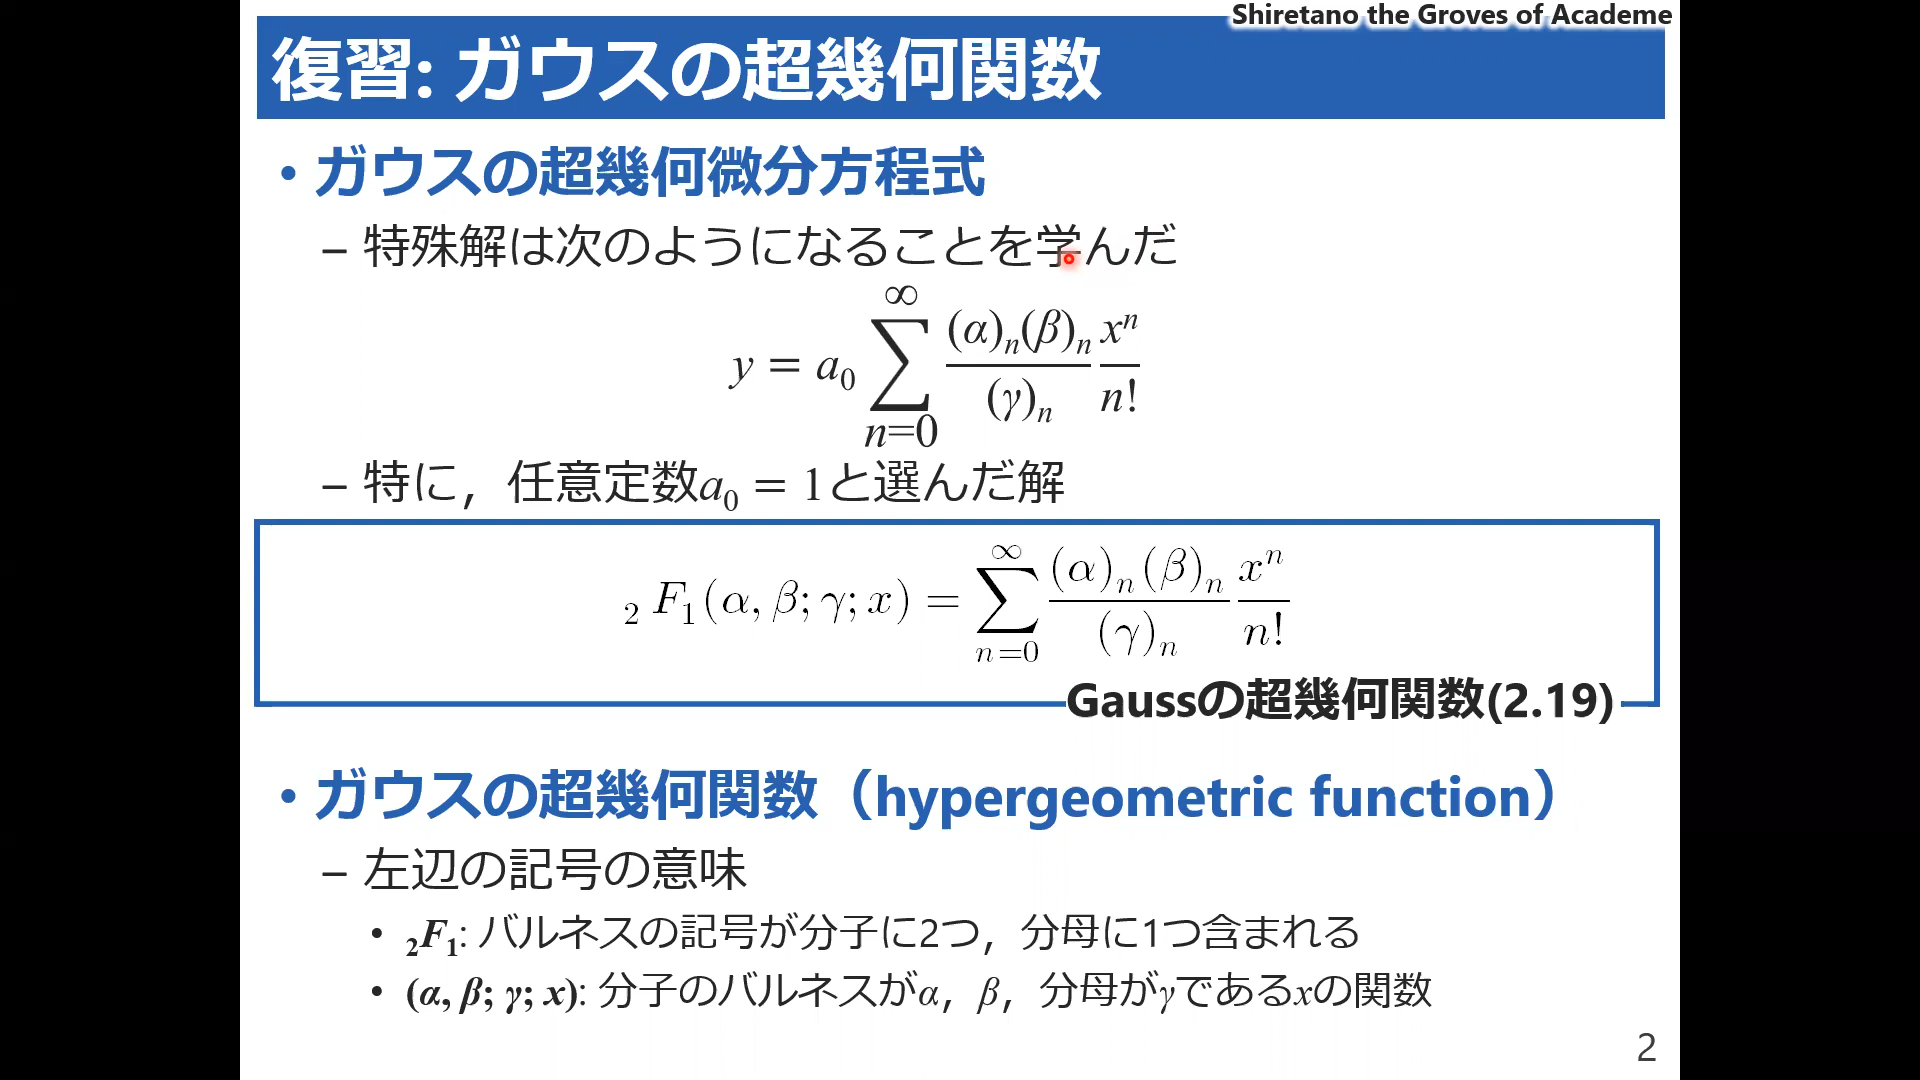 Shiretano the Groves of Academe
復習: ガウスの超幾何関数
• ガウスの超幾何微分方程式
– 特殊解は次のようになることを学んだ
y = a₀ ∑_{n=0}^{∞} \frac{(α)ₙ(β)ₙ}{(γ)ₙ} \frac{xⁿ}{n!}
– 特に，任意定数a₀ = 1と選んだ解
₂F₁(α, β; γ; x) = ∑_{n=0}^{∞} \frac{(α)ₙ(β)ₙ}{(γ)ₙ} \frac{xⁿ}{n!}
Gaussの超幾何関数(2.19)
• ガウスの超幾何関数（hypergeometric function）
– 左辺の記号の意味
• ₂F₁: バルネスの記号が分子に2つ，分母に1つ含まれる
• (α, β; γ; x): 分子のバルネスがα，β，分母がγであるxの関数
2